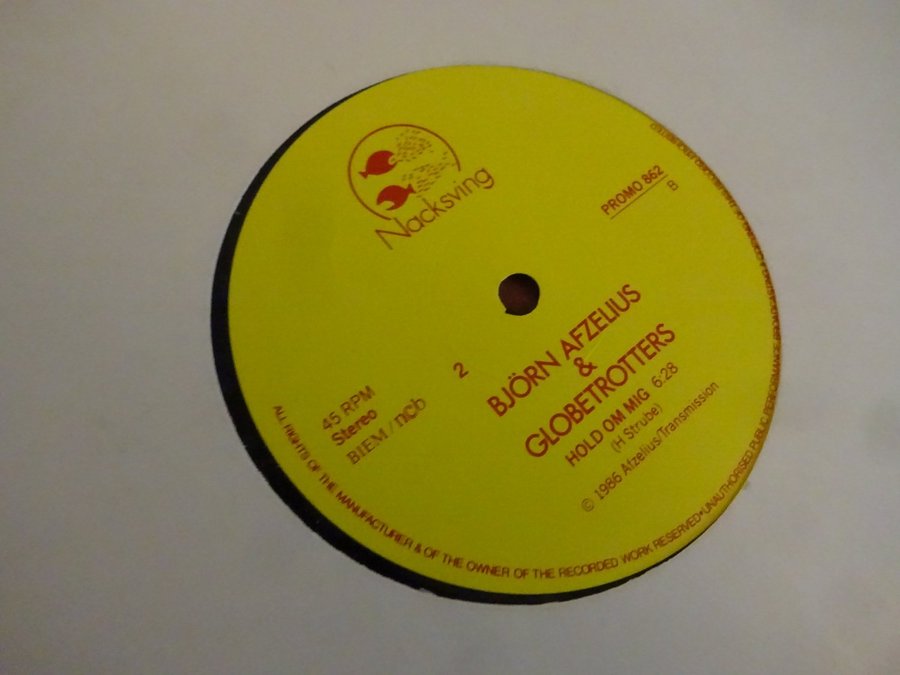 Nacksving
PROMO 862
B
2
45 RPM
Stereo
BIEM / ncb
BJÖRN AFZELIUS
&
GLOBETROTTERS
HOLD OM MIG 6:28
(H Strube)
© 1986 Afzelius/Transmission
ALL RIGHTS OF THE MANUFACTURER & OF THE OWNER OF THE RECORDED WORK RESERVED•UNAUTHORISED PUBLIC PERFORMANCE